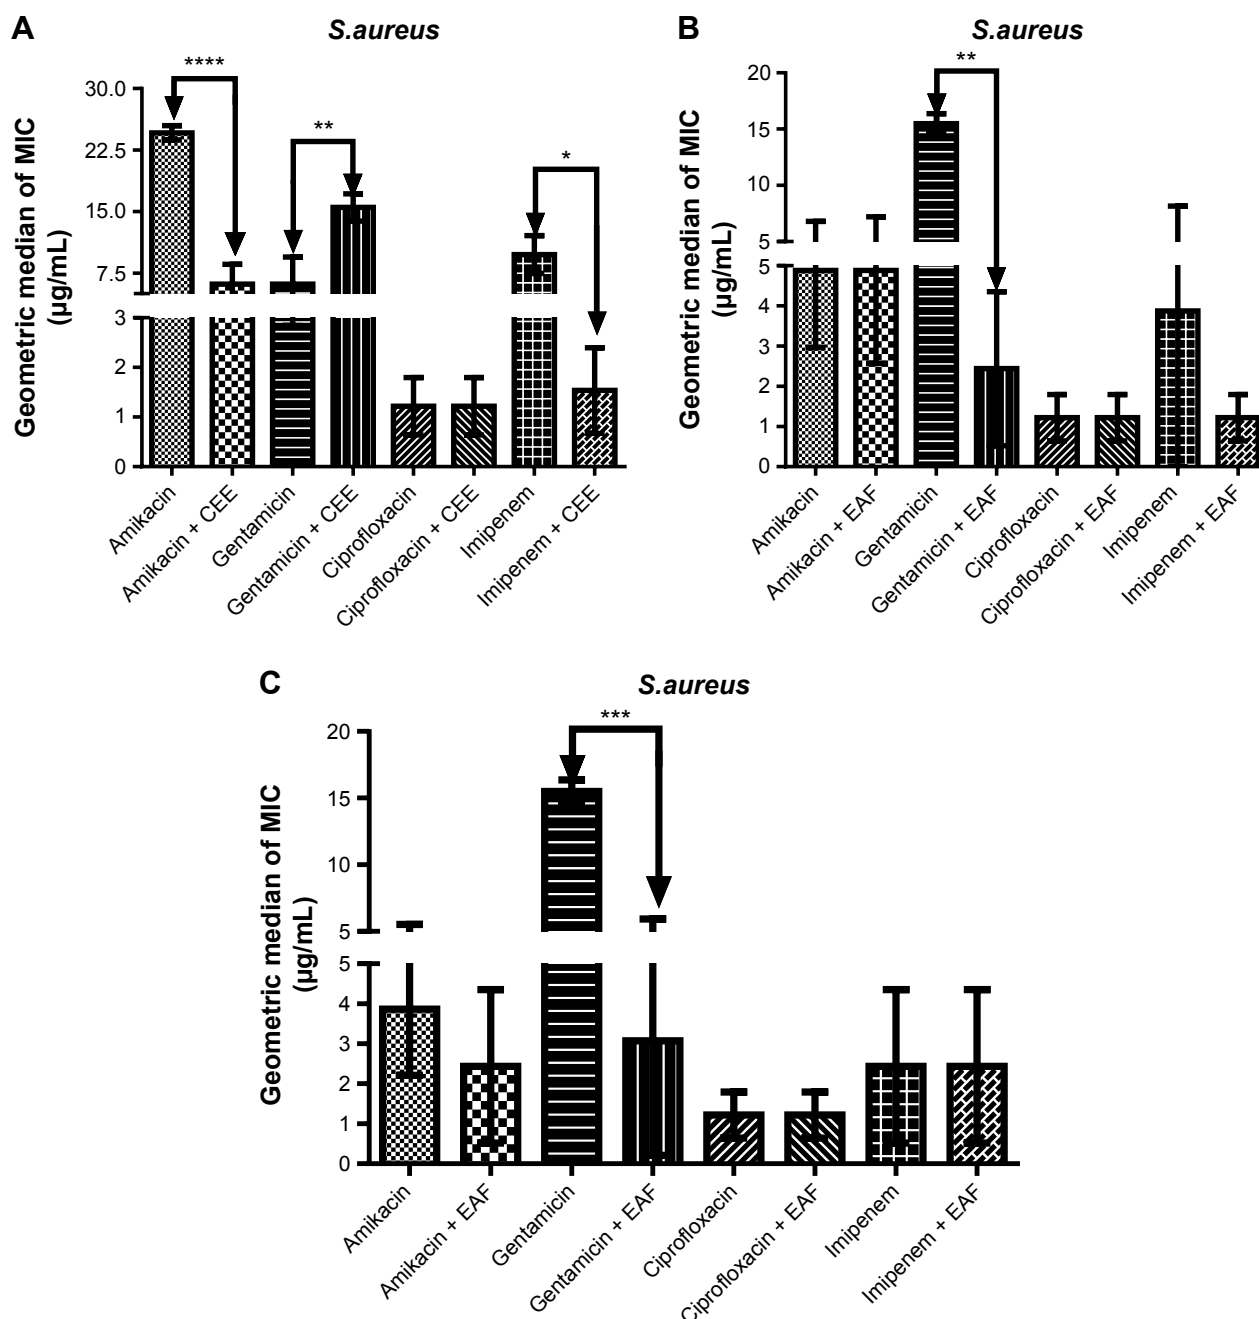 A
S.aureus
Geometric median of MIC
(µg/mL)
30.0
22.5
15.0
7.5
3
2
1
0
****
**
*
Amikacin
Amikacin + CEE
Gentamicin
Gentamicin + CEE
Ciprofloxacin
Ciprofloxacin + CEE
Imipenem
Imipenem + CEE
B
S.aureus
Geometric median of MIC
(µg/mL)
20
15
10
5
5
4
3
2
1
0
**
Amikacin
Amikacin + EAF
Gentamicin
Gentamicin + EAF
Ciprofloxacin
Ciprofloxacin + EAF
Imipenem
Imipenem + EAF
C
S.aureus
Geometric median of MIC
(µg/mL)
20
15
10
5
5
4
3
2
1
0
***
Amikacin
Amikacin + EAF
Gentamicin
Gentamicin + EAF
Ciprofloxacin
Ciprofloxacin + EAF
Imipenem
Imipenem + EAF